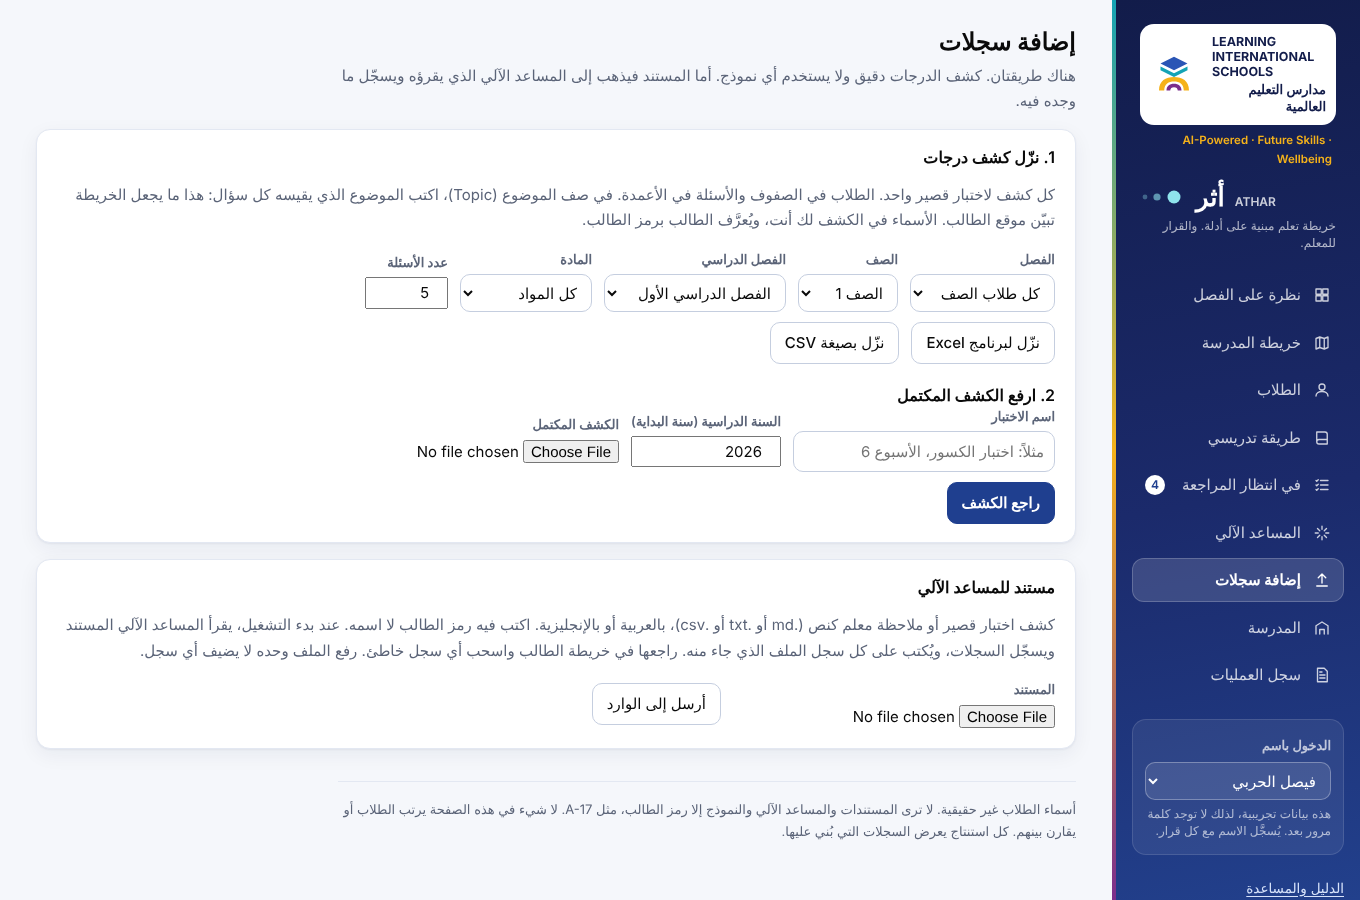 LEARNING
INTERNATIONAL
SCHOOLS
مدارس التعليم
العالمية
AI-Powered · Future Skills ·
Wellbeing
أثر ATHAR
خريطة تعلم مبنية على أدلة. والقرار
للمعلم.
نظرة على الفصل
خريطة المدرسة
الطلاب
طريقة تدريسي
في انتظار المراجعة 4
المساعد الآلي
إضافة سجلات
المدرسة
سجل العمليات
الدخول باسم
فيصل الحربي
هذه بيانات تجريبية، لذلك لا توجد كلمة
مرور بعد. يُسجَّل الاسم مع كل قرار.
الدليل والمساعدة
إضافة سجلات
هناك طريقتان. كشف الدرجات دقيق ولا يستخدم أي نموذج. أما المستند فيذهب إلى المساعد الآلي الذي يقرؤه ويسجّل ما
وجده فيه.
1. نزّل كشف درجات
كل كشف لاختبار قصير واحد. الطلاب في الصفوف والأسئلة في الأعمدة. في صف الموضوع (Topic)، اكتب الموضوع الذي يقيسه كل سؤال: هذا ما يجعل الخريطة
تبيّن موقع الطالب. الأسماء في الكشف لك أنت، ويُعرَّف الطالب برمز الطالب.
الفصل الصف الفصل الدراسي المادة عدد الأسئلة
كل طلاب الصف الصف 1 الفصل الدراسي الأول كل المواد 5
نزّل لبرنامج Excel نزّل بصيغة CSV
2. ارفع الكشف المكتمل
اسم الاختبار السنة الدراسية (سنة البداية) الكشف المكتمل
مثلاً: اختبار الكسور، الأسبوع 6 2026 Choose File No file chosen
راجع الكشف
مستند للمساعد الآلي
كشف اختبار قصير أو ملاحظة معلم كنص (.md أو .txt أو .csv)، بالعربية أو بالإنجليزية. اكتب فيه رمز الطالب لا اسمه. عند بدء التشغيل، يقرأ المساعد الآلي المستند
ويسجّل السجلات، ويُكتب على كل سجل الملف الذي جاء منه. راجعها في خريطة الطالب واسحب أي سجل خاطئ. رفع الملف وحده لا يضيف أي سجل.
المستند
Choose File No file chosen أرسل إلى الوارد
أسماء الطلاب غير حقيقية. لا ترى المستندات والمساعد الآلي والنموذج إلا رمز الطالب، مثل A-17. لا شيء في هذه الصفحة يرتب الطلاب أو
يقارن بينهم. كل استنتاج يعرض السجلات التي بُني عليها.